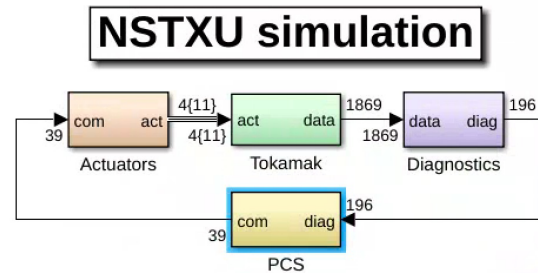 NSTXU simulation
4{11} 1869 196
com act act data data diag
39 4{11} 1869
Actuators Tokamak Diagnostics
196
com diag
39
PCS